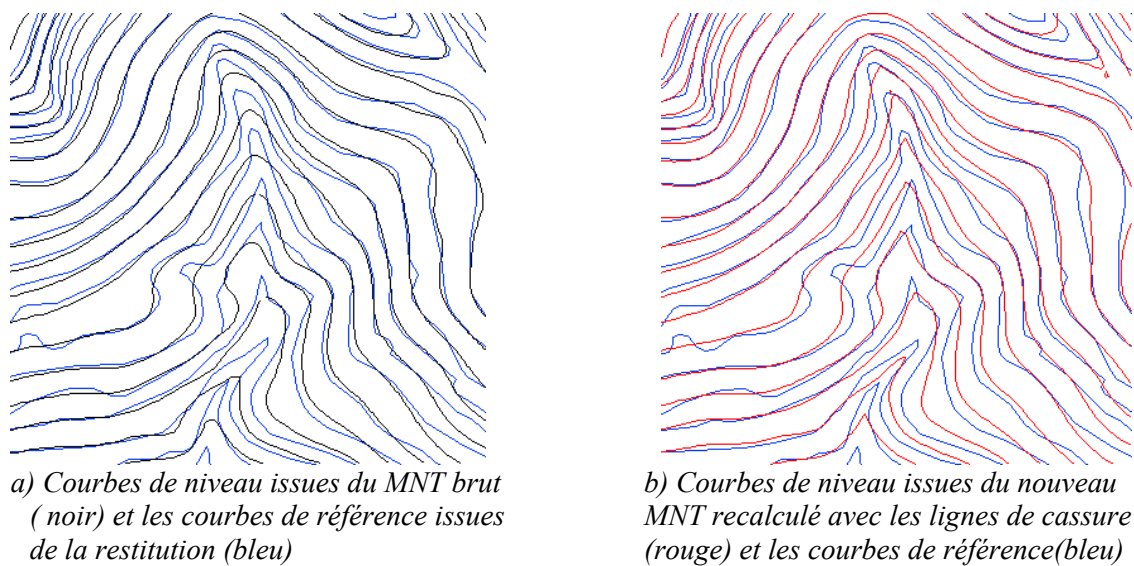 a) Courbes de niveau issues du MNT brut
( noir) et les courbes de référence issues
de la restitution (bleu)
b) Courbes de niveau issues du nouveau
MNT recalculé avec les lignes de cassure
(rouge) et les courbes de référence(bleu)